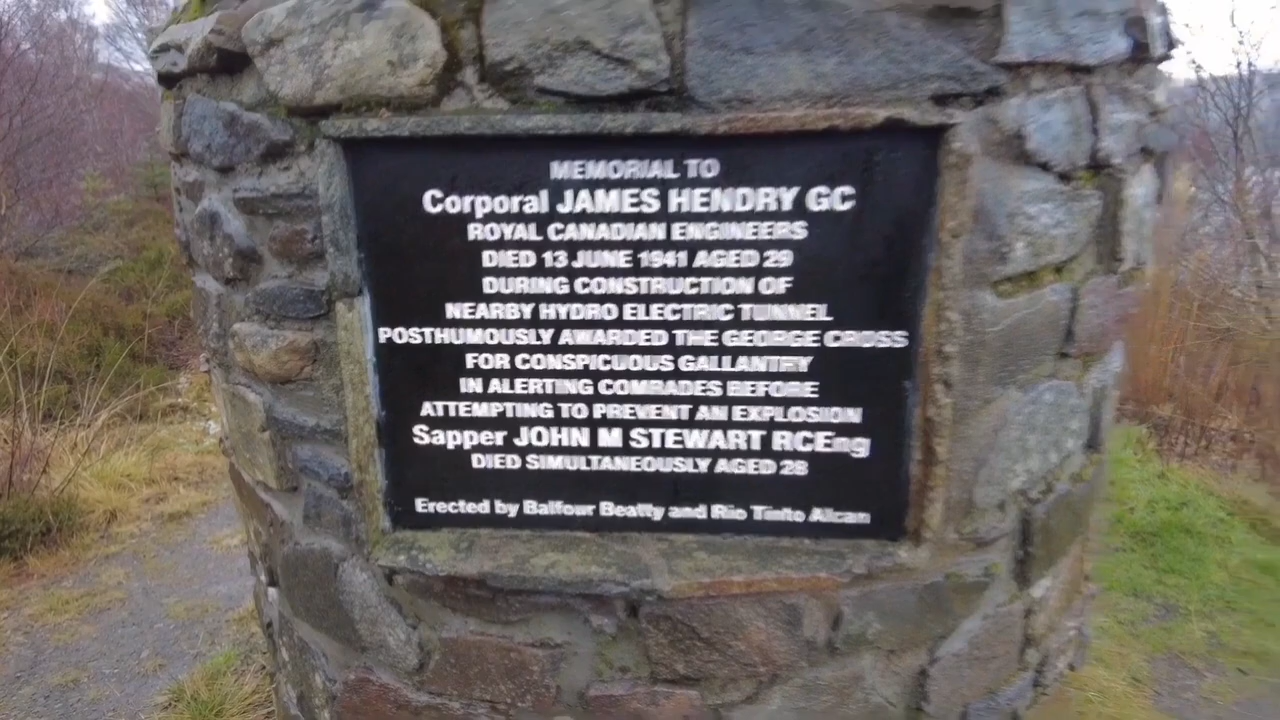 MEMORIAL TO
Corporal JAMES HENDRY GC
ROYAL CANADIAN ENGINEERS
DIED 13 JUNE 1941 AGED 29
DURING CONSTRUCTION OF
NEARBY HYDRO ELECTRIC TUNNEL
POSTHUMOUSLY AWARDED THE GEORGE CROSS
FOR CONSPICUOUS GALLANTRY
IN ALERTING COMRADES BEFORE
ATTEMPTING TO PREVENT AN EXPLOSION
Sapper JOHN M STEWART RCEng
DIED SIMULTANEOUSLY AGED 28
Erected by Balfour Beatty and Rio Tinto Alcan